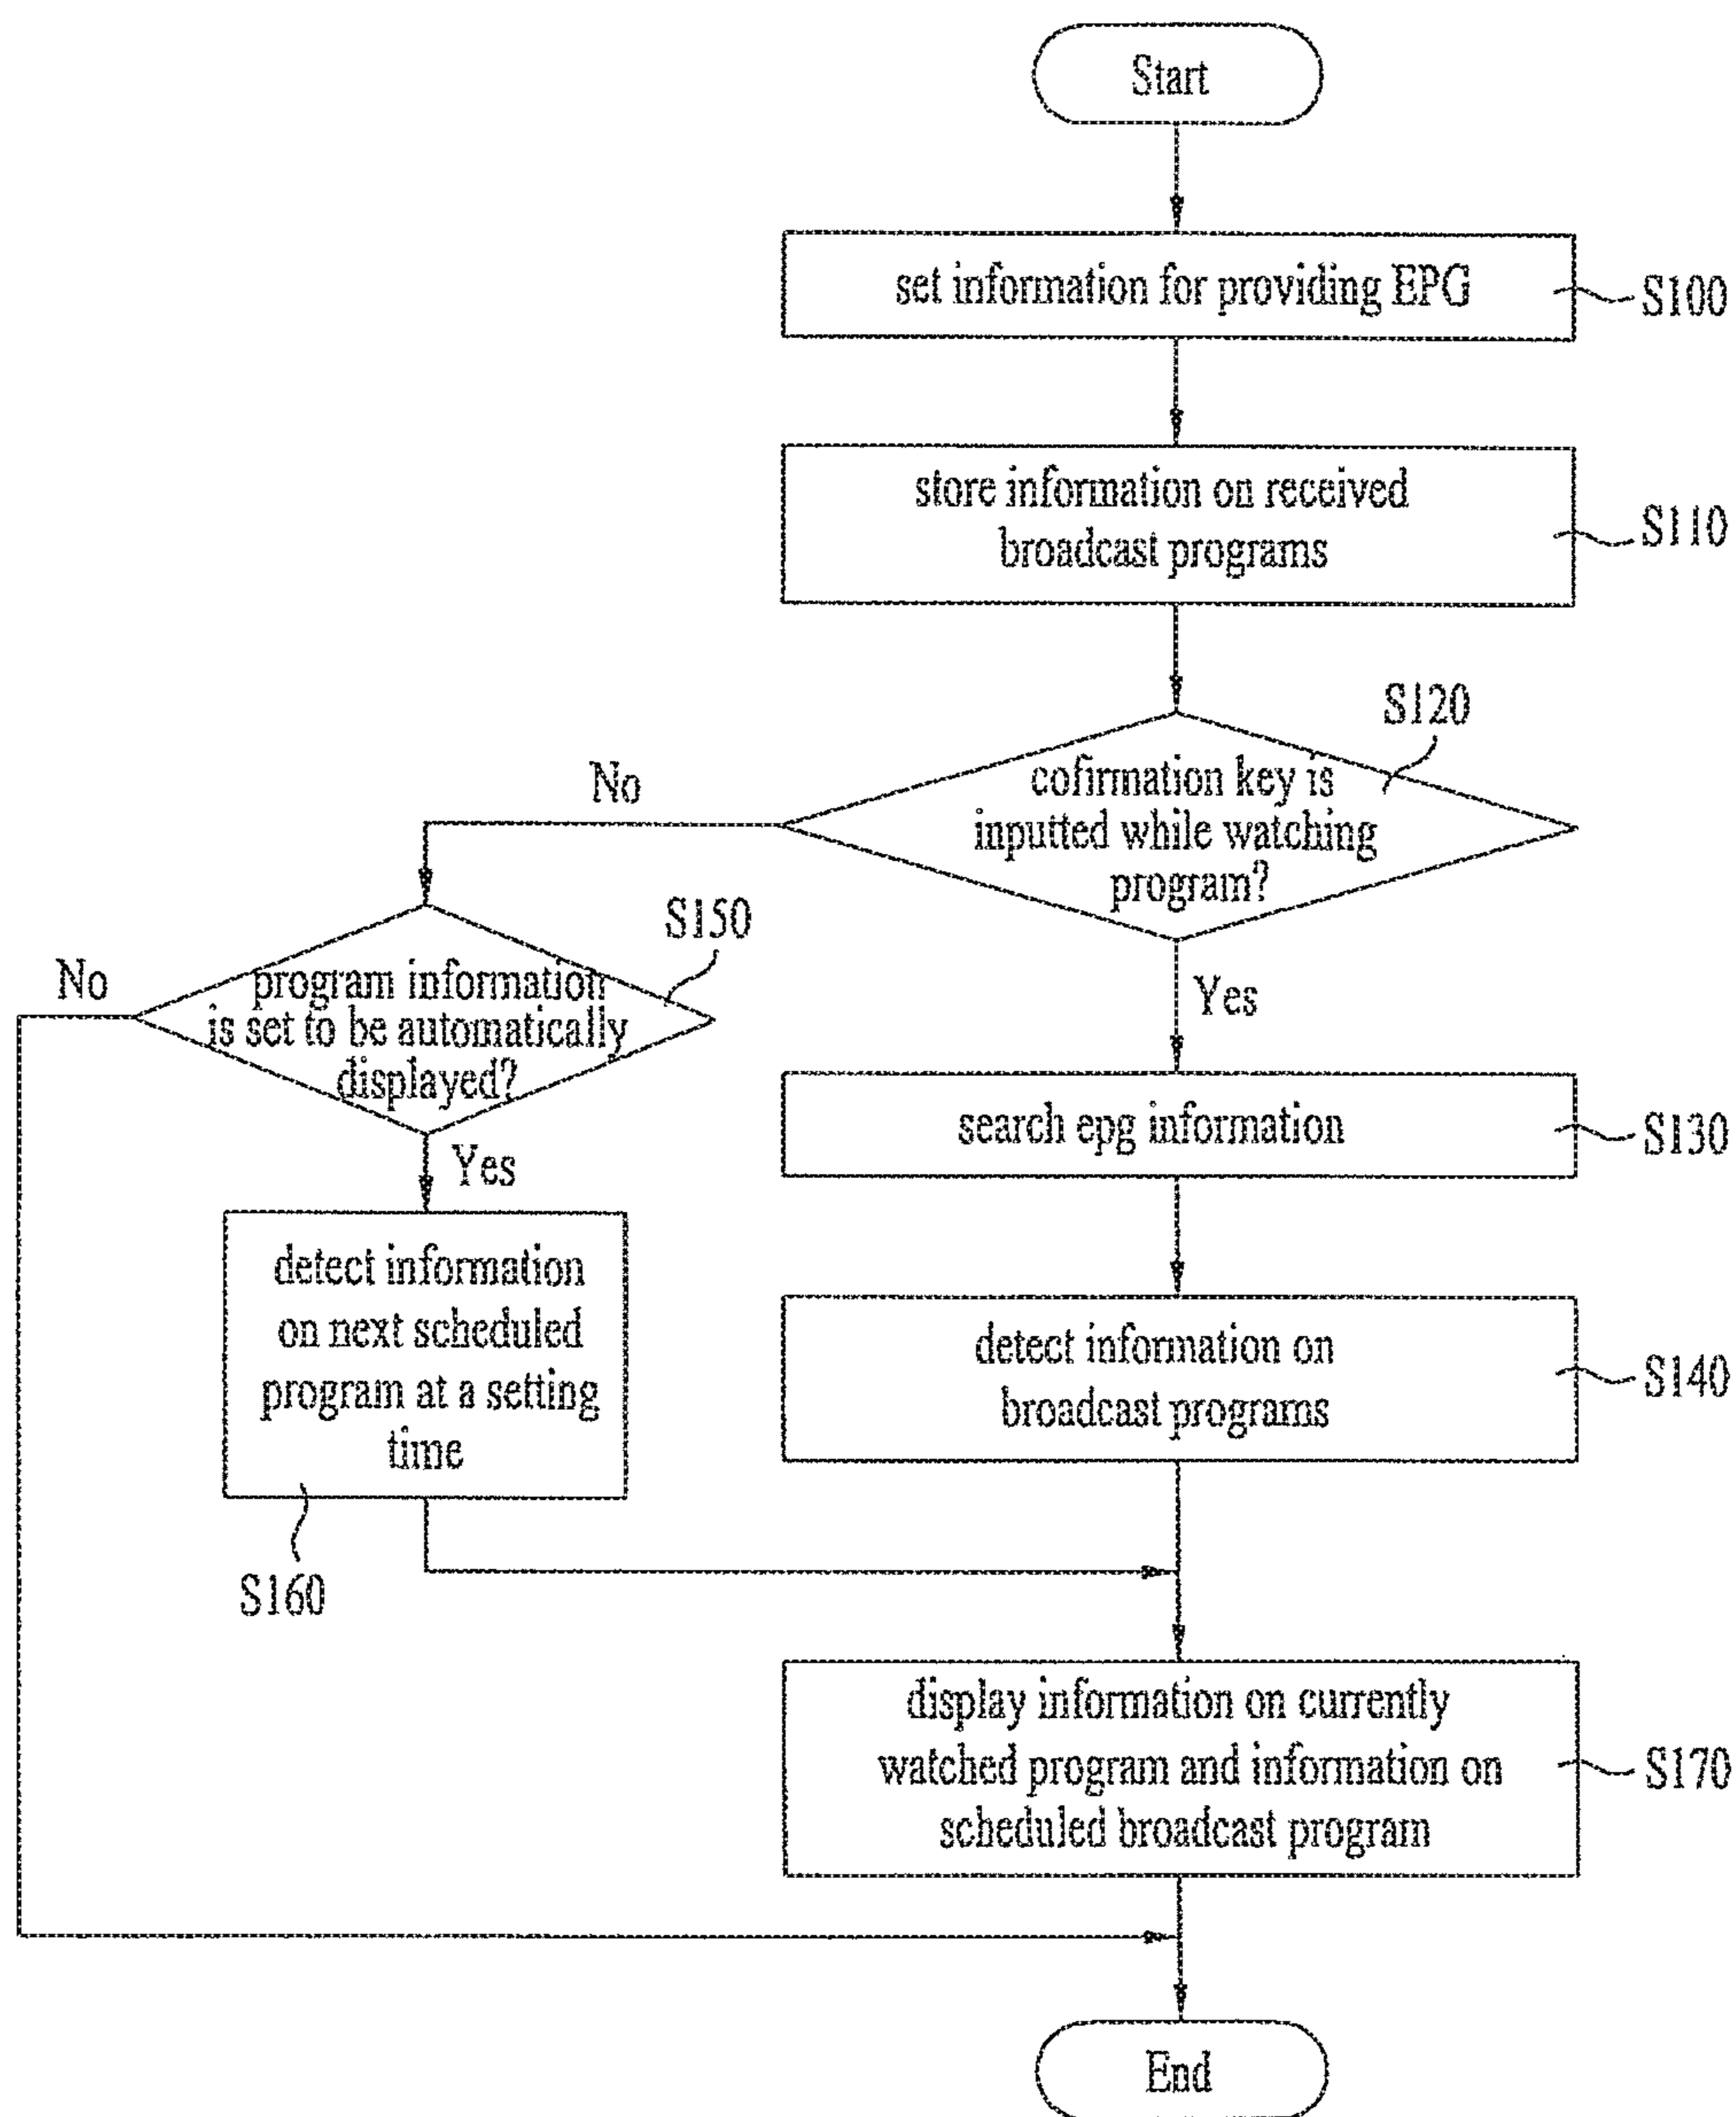 Start
set information for providing EPG
S100
store information on received
broadcast programs
S110
S120
cofirmation key is
inputted while watching
program?
No
Yes
S150
program information
is set to be automatically
displayed?
No
Yes
search epg information
S130
detect information
on next scheduled
program at a setting
time
S160
detect information on
broadcast programs
S140
display information on currently
watched program and information on
scheduled broadcast program
S170
End